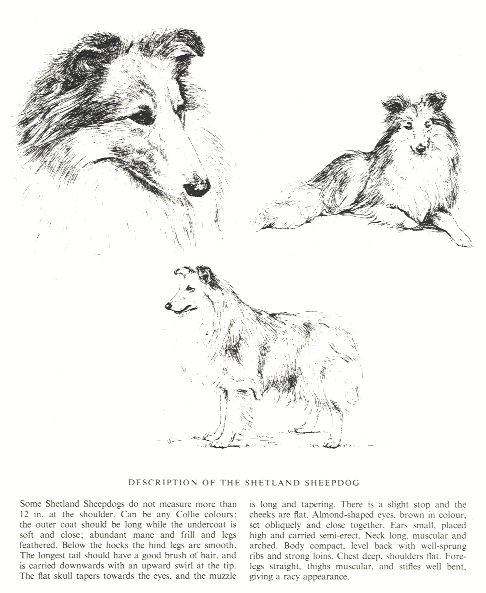 DESCRIPTION OF THE SHETLAND SHEEPDOG
Some Shetland Sheepdogs do not measure more than
12 in. at the shoulder. Can be any Collie colours;
the outer coat should be long while the undercoat is
soft and close; abundant mane and frill and legs
feathered. Below the hocks the hind legs are smooth.
The longest tail should have a good brush of hair, and
is carried downwards with an upward swirl at the tip.
The flat skull tapers towards the eyes, and the muzzle
is long and tapering. There is a slight stop and the
cheeks are flat. Almond-shaped eyes, brown in colour,
set obliquely and close together. Ears small, placed
high and carried semi-erect. Neck long, muscular and
arched. Body compact, level back with well-sprung
ribs and strong loins. Chest deep, shoulders flat. Fore-
legs straight, thighs muscular, and stifles well bent,
giving a racy appearance.